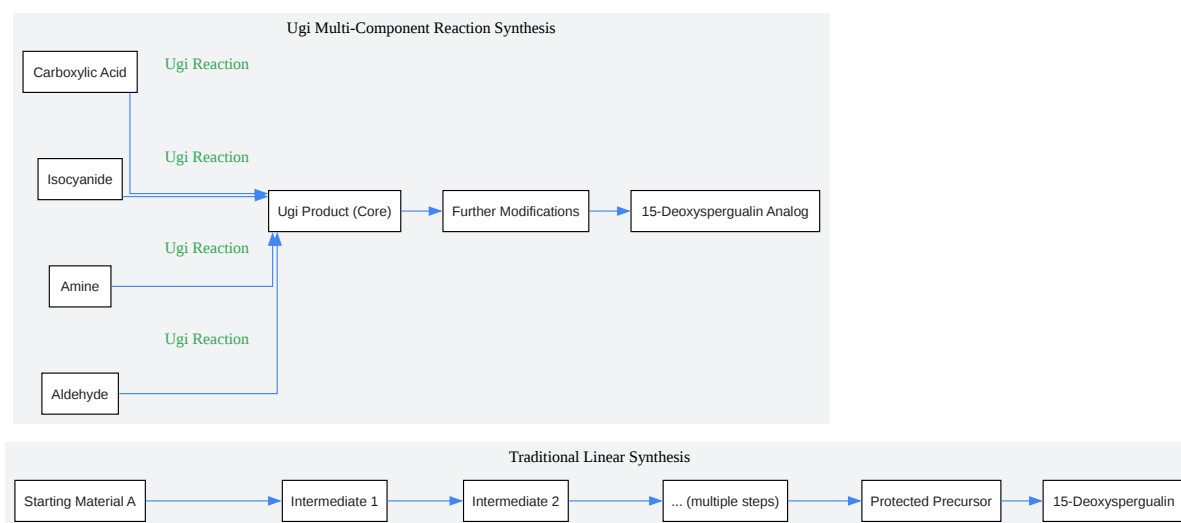 Ugi Multi-Component Reaction Synthesis
Carboxylic Acid
Ugi Reaction
Isocyanide
Ugi Reaction
Ugi Product (Core)
Further Modifications
15-Deoxyspergualin Analog
Ugi Reaction
Amine
Ugi Reaction
Aldehyde
Traditional Linear Synthesis
Starting Material A
Intermediate 1
Intermediate 2
... (multiple steps)
Protected Precursor
15-Deoxyspergualin